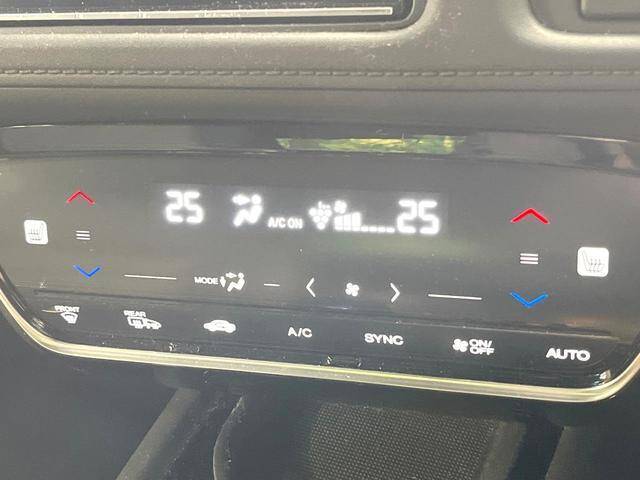 25 A/C ON 25
MODE
FRONT REAR A/C SYNC ON/OFF AUTO